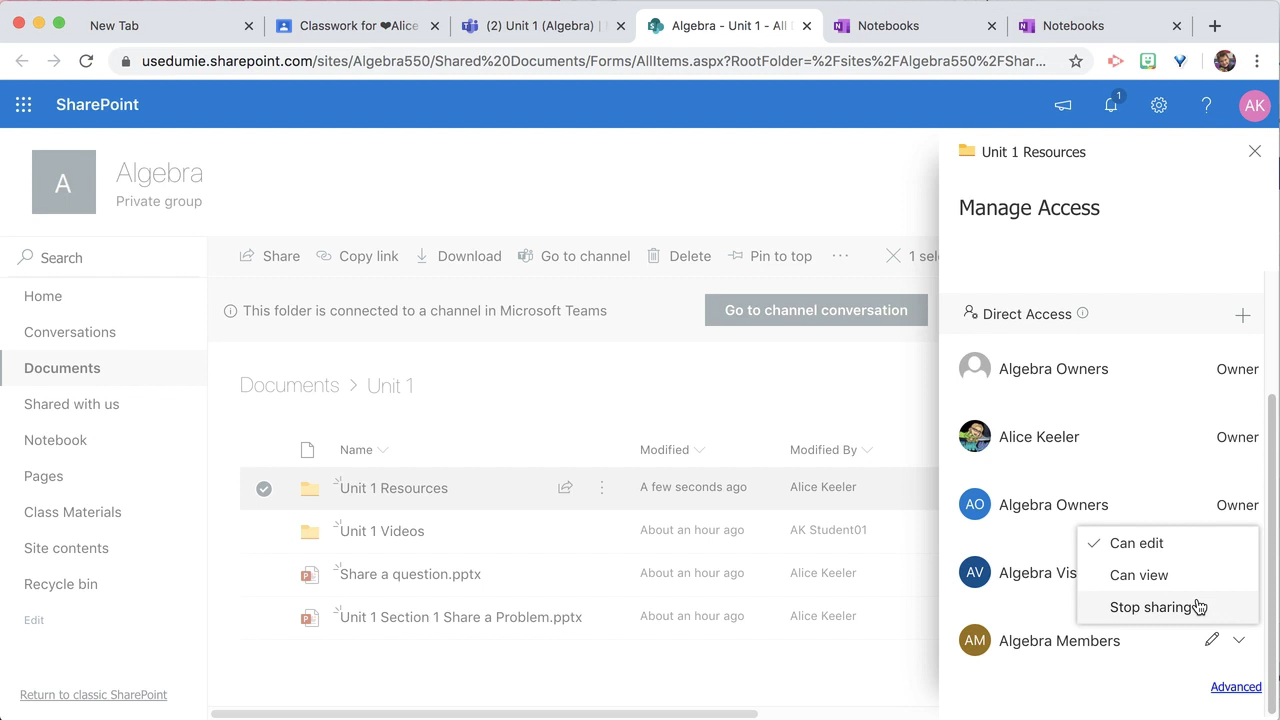 New Tab
Classwork for ❤Alice
(2) Unit 1 (Algebra) |
Algebra - Unit 1 - All
Notebooks
Notebooks
usedumie.sharepoint.com/sites/Algebra550/Shared%20Documents/Forms/AllItems.aspx?RootFolder=%2Fsites%2FAlgebra550%2FShar...
SharePoint
1
AK
A
Algebra
Private group
Unit 1 Resources
Manage Access
Search
Share
Copy link
Download
Go to channel
Delete
Pin to top
1 sel
Home
Conversations
Documents
Shared with us
Notebook
Pages
Class Materials
Site contents
Recycle bin
Edit
Return to classic SharePoint
This folder is connected to a channel in Microsoft Teams
Go to channel conversation
Documents > Unit 1
Name Modified Modified By
Unit 1 Resources A few seconds ago Alice Keeler
Unit 1 Videos About an hour ago AK Student01
Share a question.pptx About an hour ago Alice Keeler
Unit 1 Section 1 Share a Problem.pptx About an hour ago Alice Keeler
Direct Access
Algebra Owners Owner
Alice Keeler Owner
AO Algebra Owners Owner
Can edit
AV Algebra Vis
Can view
Stop sharing
AM Algebra Members
Advanced